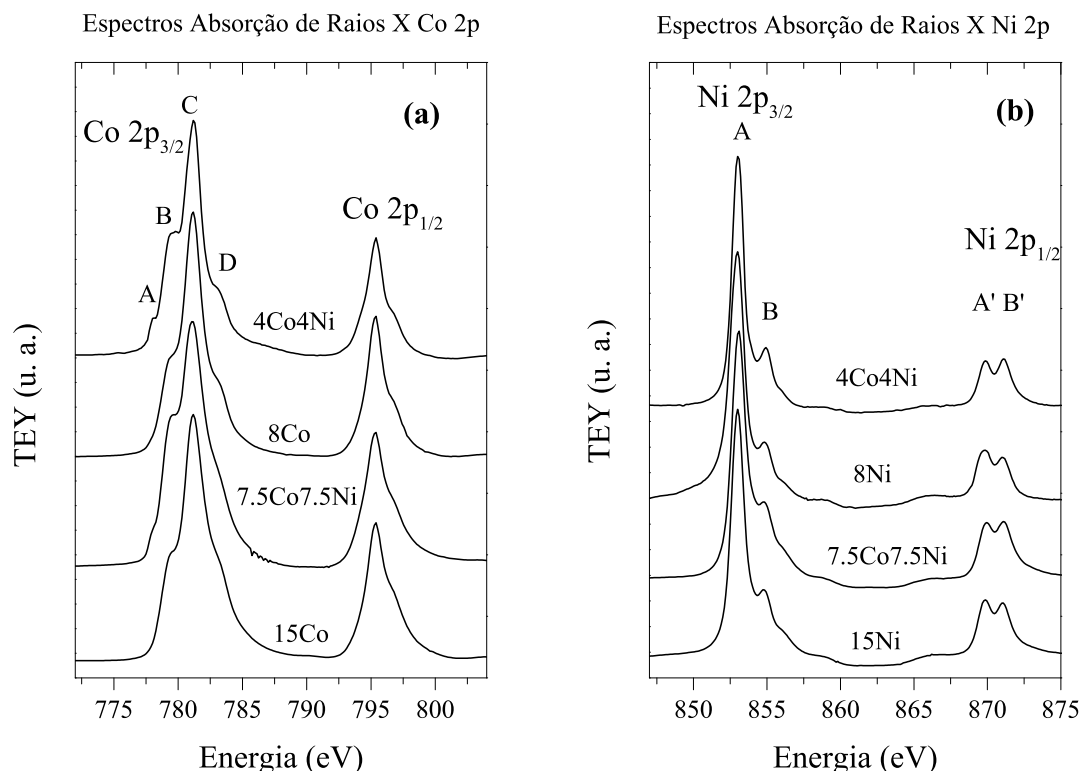 Espectros Absorção de Raios X Co 2p
(a)
Co 2p3/2
Co 2p1/2
A
B
C
D
4Co4Ni
8Co
7.5Co7.5Ni
15Co
TEY (u. a.)
775 780 785 790 795 800
Energia (eV)
Espectros Absorção de Raios X Ni 2p
(b)
Ni 2p3/2
A
B
Ni 2p1/2
A' B'
4Co4Ni
8Ni
7.5Co7.5Ni
15Ni
TEY (u. a.)
850 855 860 865 870 875
Energia (eV)